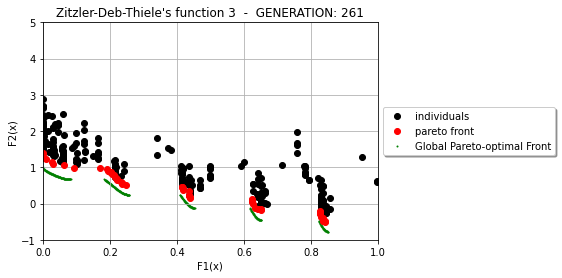 Zitzler-Deb-Thiele's function 3 - GENERATION: 261
5
4
3
2
1
0
−1
F2(x)
0.0 0.2 0.4 0.6 0.8 1.0
F1(x)
individuals
pareto front
Global Pareto-optimal Front